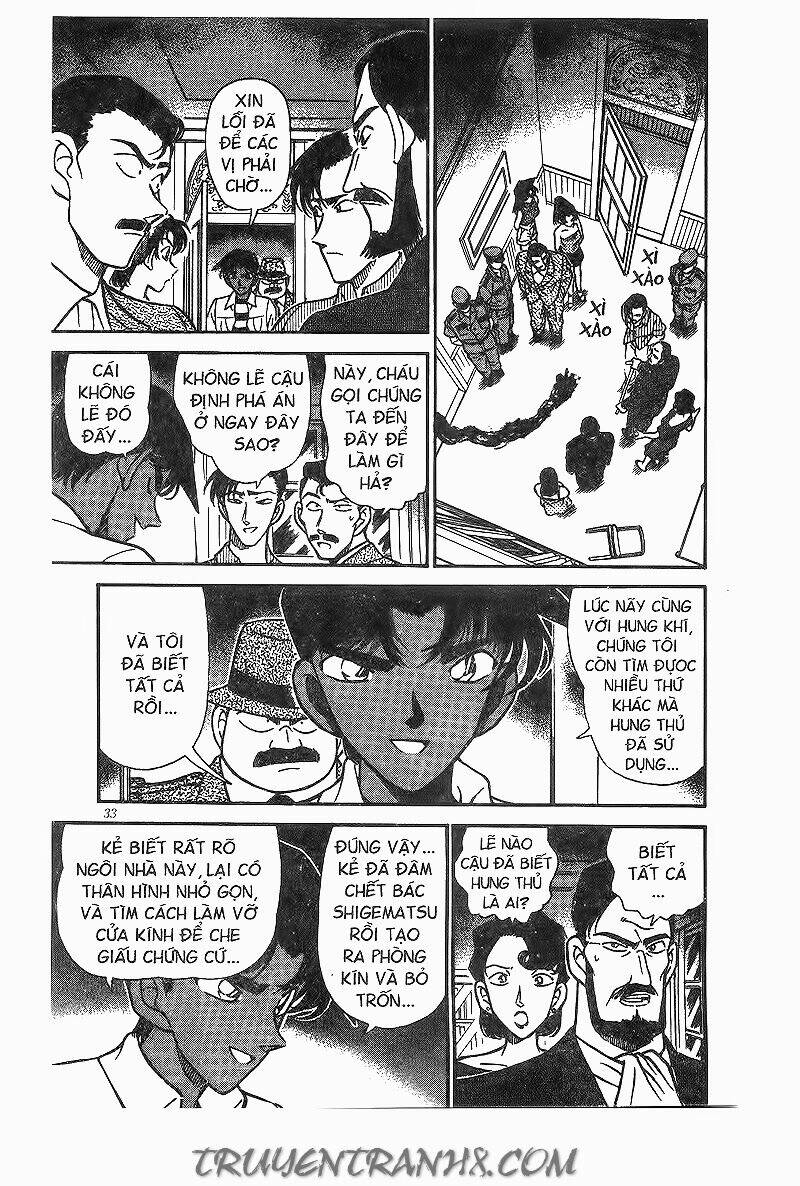 XÌ
XÀO
XÌ
XÀO
XIN
LỖI ĐÃ
ĐỂ CÁC
VỊ PHẢI
CHỜ...
NÀY, CHÁU
GỌI CHÚNG
TA ĐẾN
ĐÂY ĐỂ
LÀM GÌ
HẢ?
KHÔNG LẼ CẬU
ĐỊNH PHÁ ÁN
Ở NGAY ĐÂY
SAO?
CÁI
KHÔNG
LẼ ĐÓ
ĐẤY...
LÚC NÃY CÙNG
VỚI HUNG KHÍ,
CHÚNG TÔI
CÒN TÌM ĐỰOC
NHIỀU THỨ
KHÁC MÀ
HUNG THỦ
ĐÃ SỬ
DỤNG...
VÀ TÔI
ĐÃ BIẾT
TẤT CẢ
RỒI...
33
BIẾT
TẤT CẢ
...
LẼ NÀO
CẬU ĐÃ BIẾT
HUNG THỦ
LÀ AI?
ĐÚNG VẬY...
KẺ ĐÃ ĐÂM
CHẾT BÁC
SHIGEMATSU
RỒI TẠO
RA PHÒNG
KÍN VÀ BỎ
TRỐN...
KẺ BIẾT RẤT RÕ
NGÔI NHÀ NÀY, LẠI CÓ
THÂN HÌNH NHỎ GỌN,
VÀ TÌM CÁCH LÀM VỠ
CỬA KÍNH ĐỂ CHE
GIẤU CHỨNG CỨ...
TRUYENTRANH8.COM